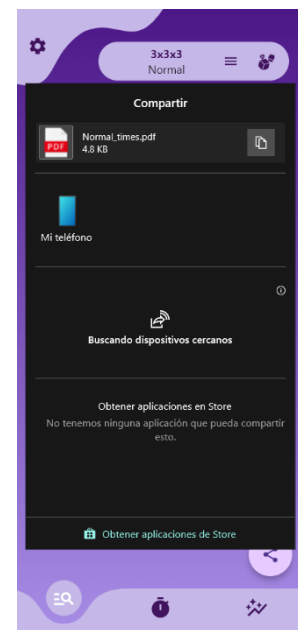 3x3x3
Normal
Compartir
PDF
Normal_times.pdf
4.8 KB
Mi teléfono
Buscando dispositivos cercanos
Obtener aplicaciones en Store
No tenemos ninguna aplicación que pueda compartir
esto.
Obtener aplicaciones de Store